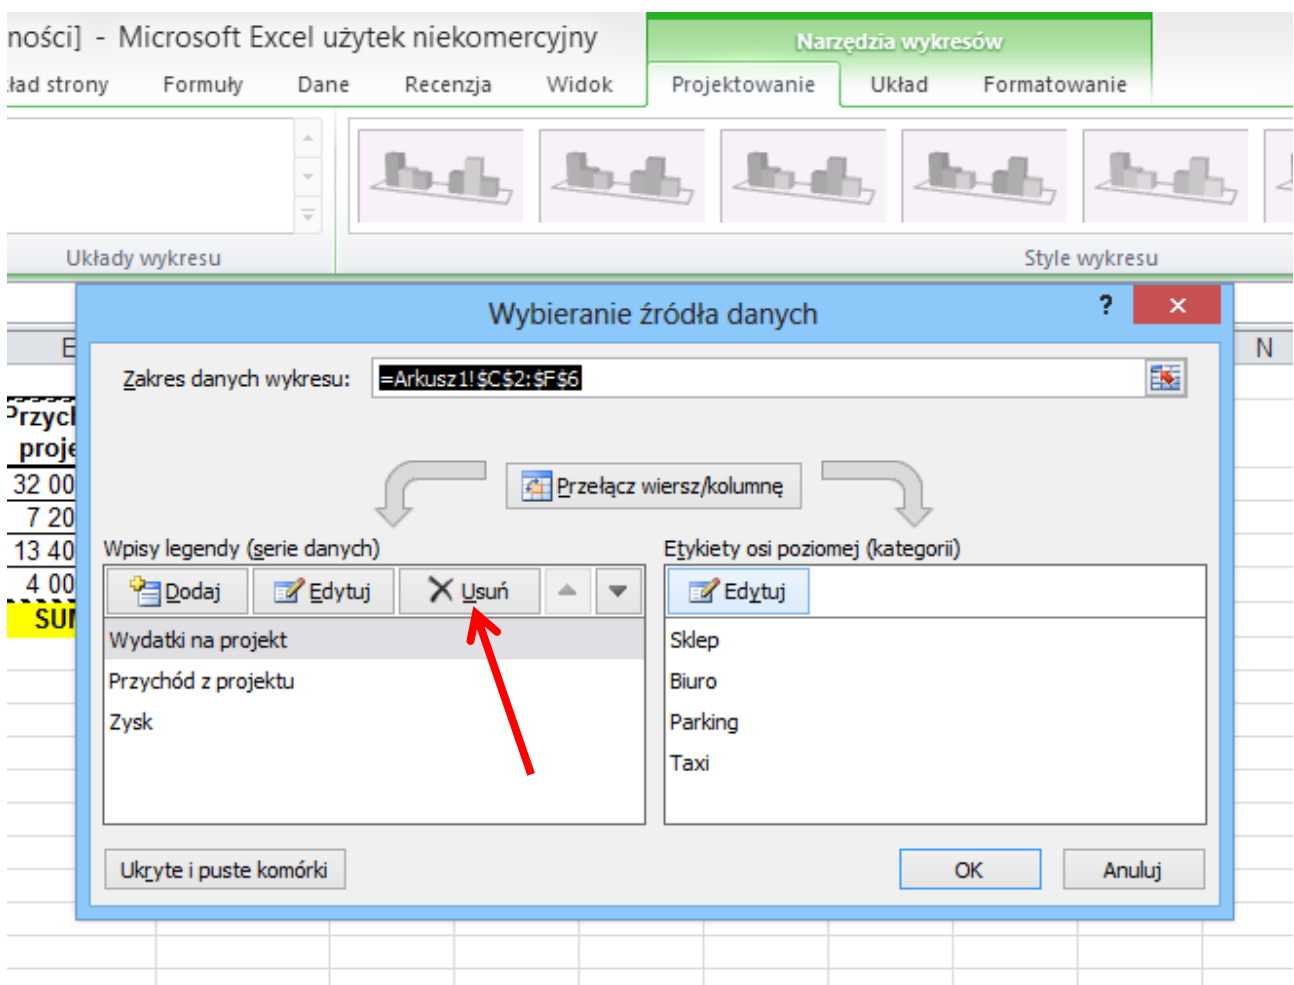 ności] - Microsoft Excel użytek niekomercyjny
Narzędzia wykresów
ład strony Formuły Dane Recenzja Widok Projektowanie Układ Formatowanie
Układy wykresu Style wykresu
Wybieranie źródła danych ? x
E N
Zakres danych wykresu: =Arkusz1!$C$2:$F$6
Przych
proje
32 00
7 20
13 40
4 00
SUM
Przełącz wiersz/kolumnę
Wpisy legendy (serie danych)
Dodaj Edytuj Usuń
Wydatki na projekt
Przychód z projektu
Zysk
Etykiety osi poziomej (kategorii)
Edytuj
Sklep
Biuro
Parking
Taxi
Ukryte i puste komórki OK Anuluj